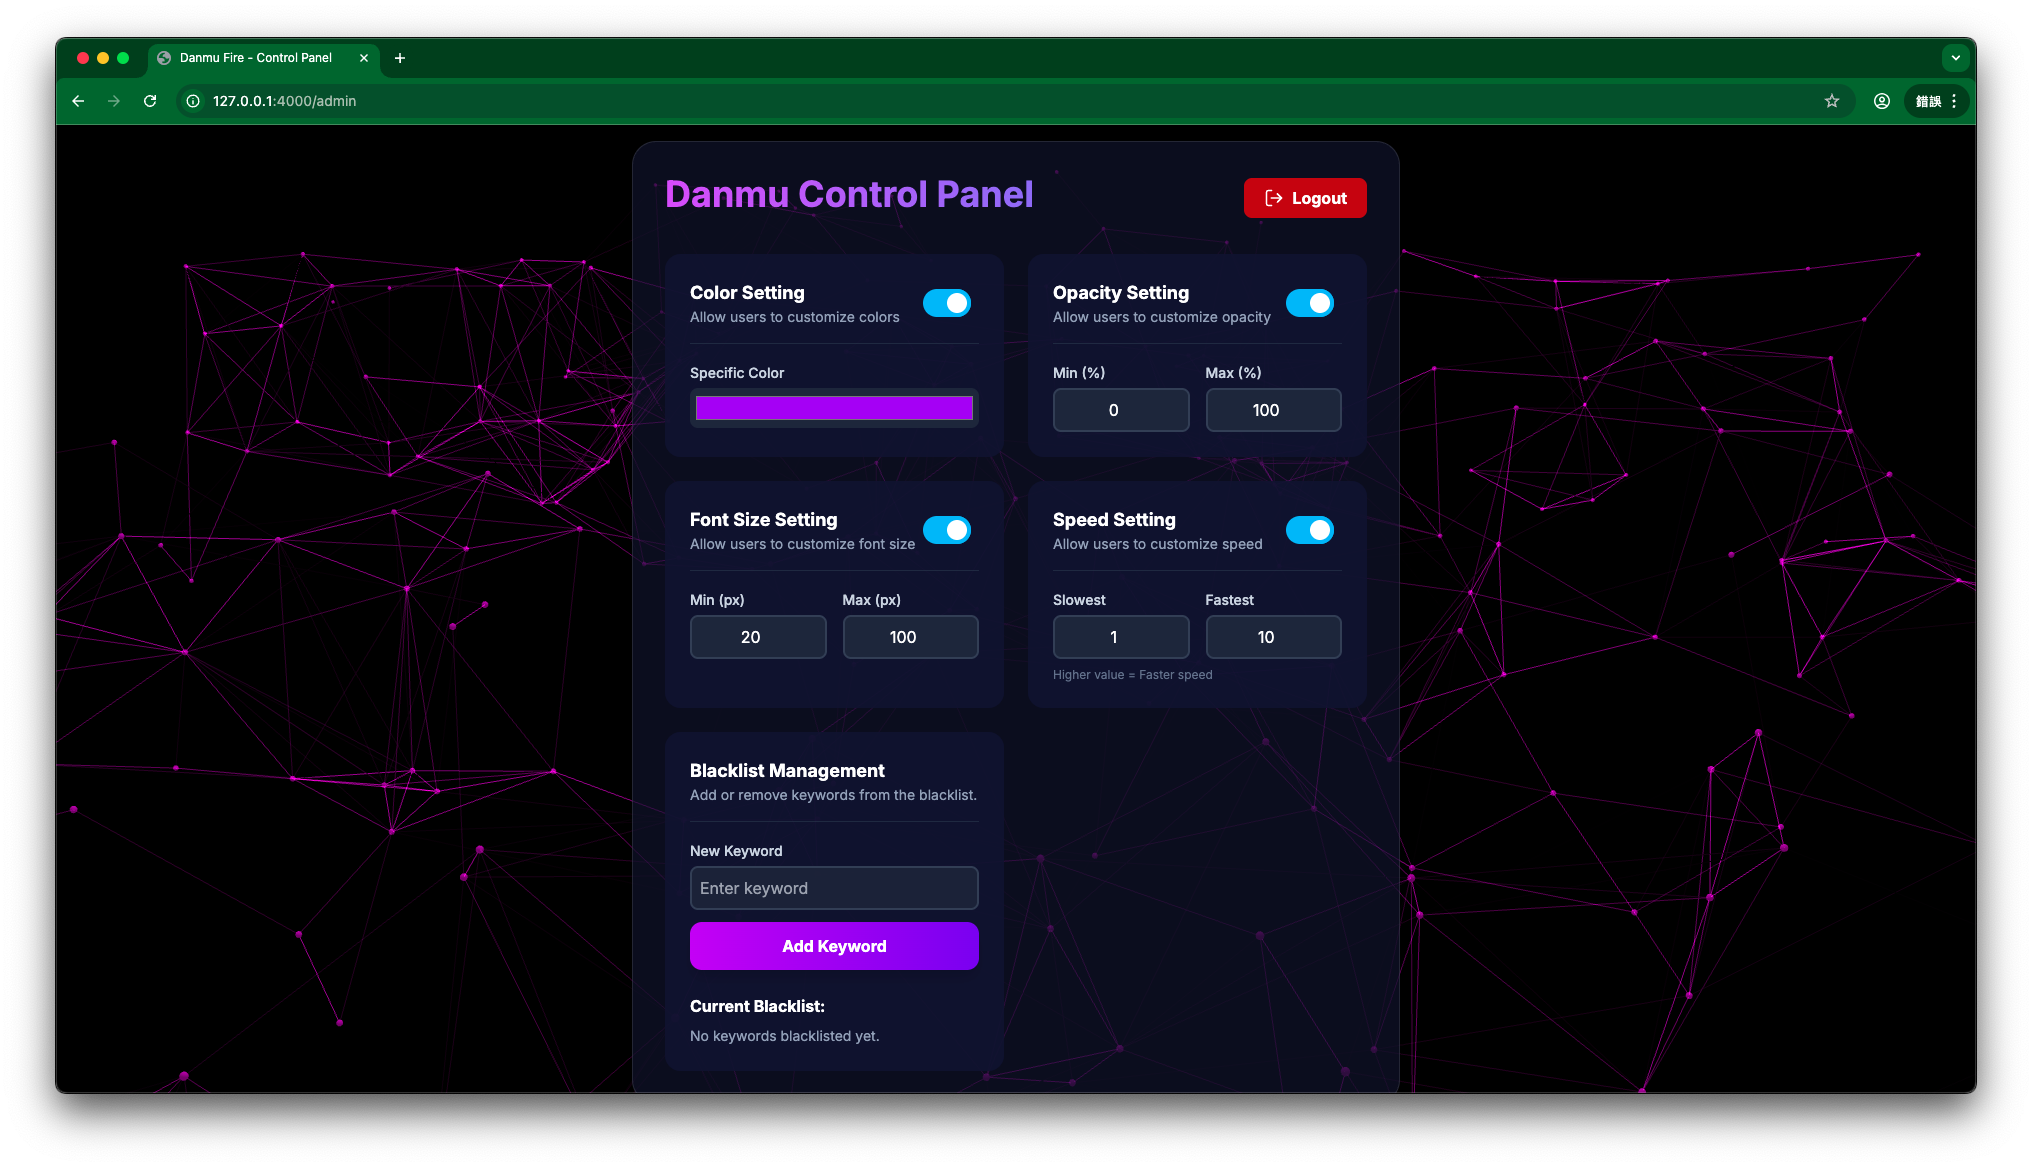 Danmu Fire - Control Panel
127.0.0.1:4000/admin
錯誤
Danmu Control Panel
Logout
Color Setting
Allow users to customize colors
Specific Color
Opacity Setting
Allow users to customize opacity
Min (%)
Max (%)
0
100
Font Size Setting
Allow users to customize font size
Min (px)
Max (px)
20
100
Speed Setting
Allow users to customize speed
Slowest
Fastest
1
10
Higher value = Faster speed
Blacklist Management
Add or remove keywords from the blacklist.
New Keyword
Enter keyword
Add Keyword
Current Blacklist:
No keywords blacklisted yet.